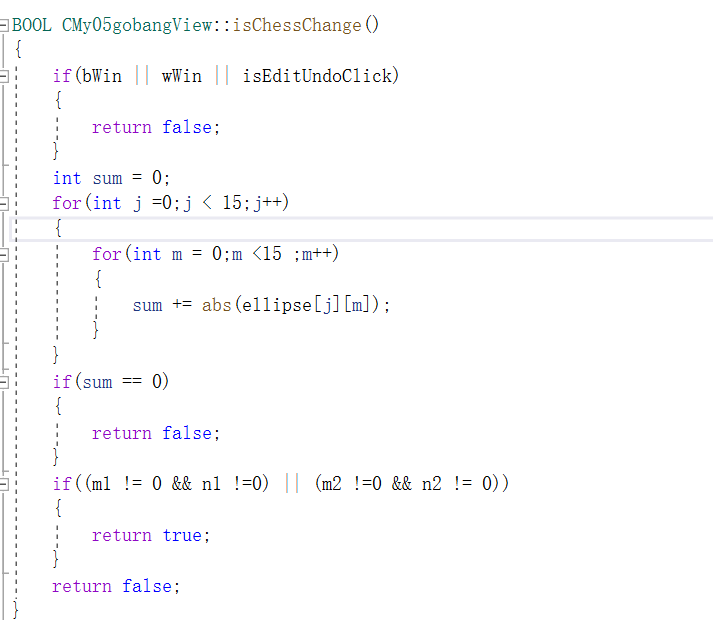 BOOL CMy05gobangView::isChessChange()
{
if(bWin || wWin || isEditUndoClick)
{
return false;
}
int sum = 0;
for(int j =0;j < 15;j++)
{
for(int m = 0;m <15 ;m++)
{
sum += abs(ellipse[j][m]);
}
}
if(sum == 0)
{
return false;
}
if((m1 != 0 && n1 !=0) || (m2 !=0 && n2 != 0))
{
return true;
}
return false;
}